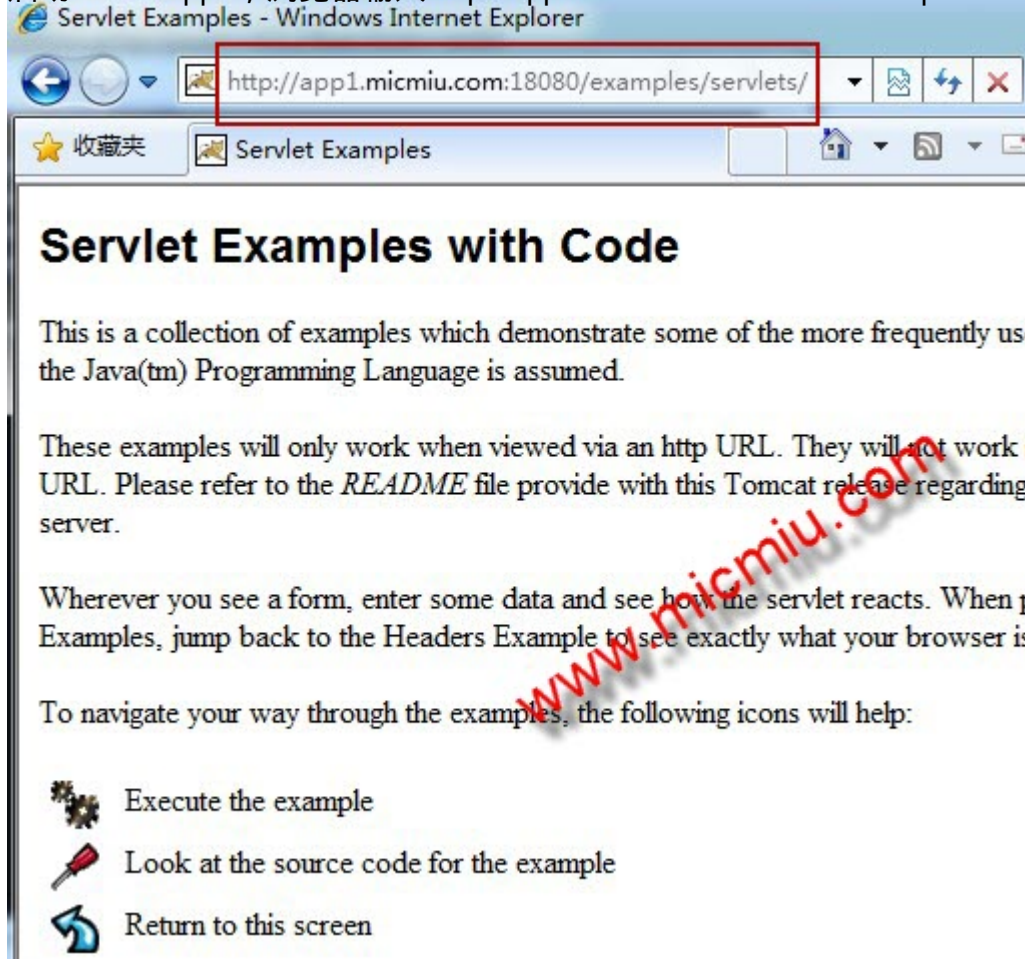 Servlet Examples - Windows Internet Explorer
http://app1.micmiu.com:18080/examples/servlets/
收藏夹 Servlet Examples
Servlet Examples with Code
This is a collection of examples which demonstrate some of the more frequently
the Java(tm) Programming Language is assumed.
These examples will only work when viewed via an http URL. They will not work
URL. Please refer to the README file provide with this Tomcat release regarding
server.
Wherever you see a form, enter some data and see how the servlet reacts. When
Examples, jump back to the Headers Example to see exactly what your browser is
To navigate your way through the examples, the following icons will help:
www.micmiu.com
Execute the example
Look at the source code for the example
Return to this screen